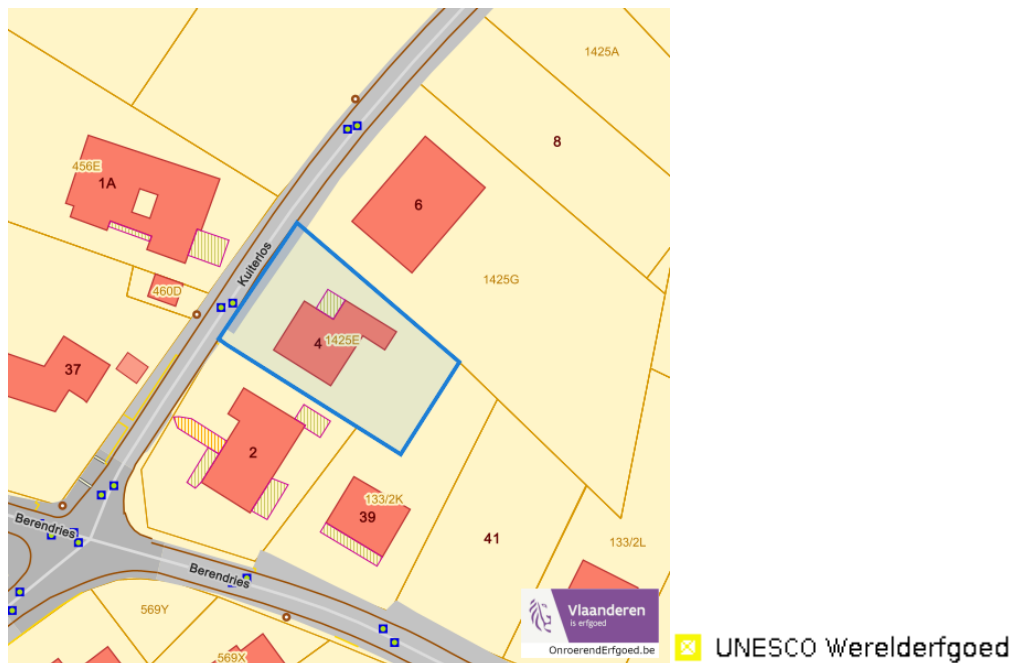 1425A
8
456E
1A
6
Kuiterlos
1425G
460D
4
1425E
37
2
133/2K
39
41
Berendries
133/2L
Berendries
569Y
569X
Vlaanderen
is erfgoed
OnroerendErfgoed.be
UNESCO Werelderfgoed